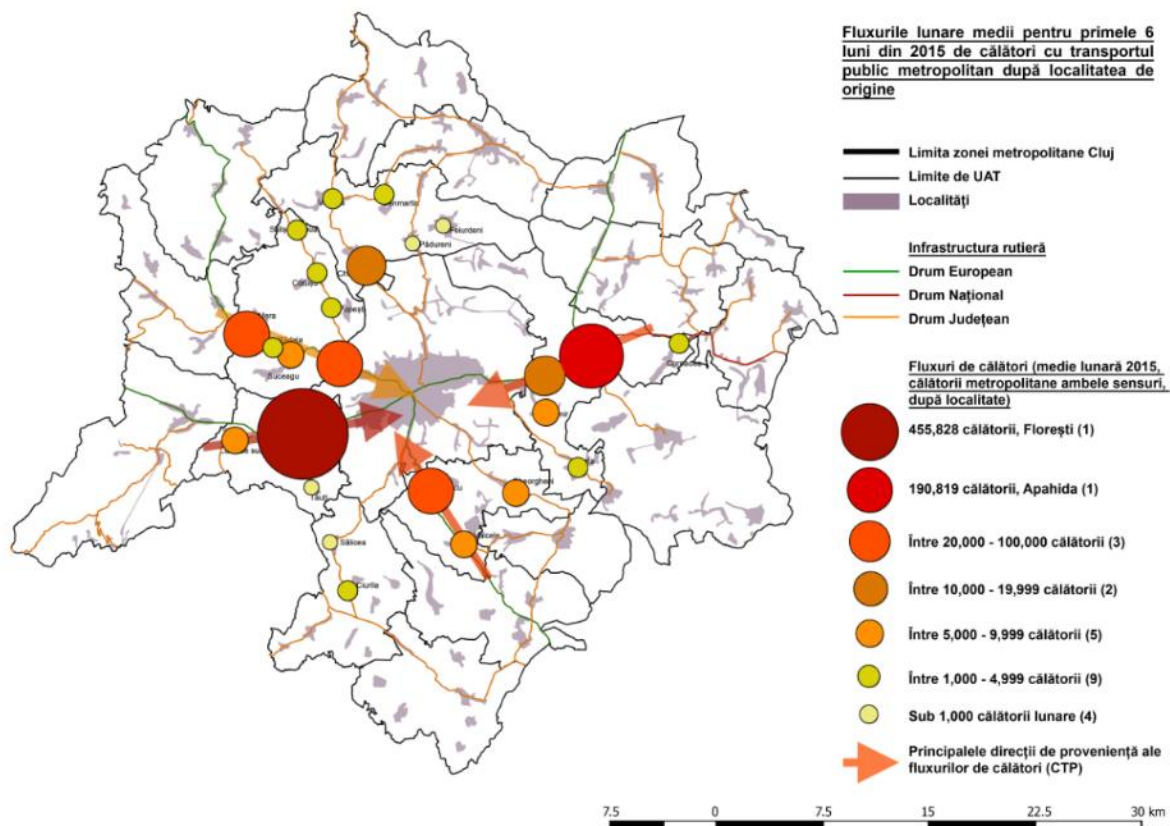 Fluxurile lunare medii pentru primele 6
luni din 2015 de călători cu transportul
public metropolitan după localitatea de
origine
Limita zonei metropolitane Cluj
Limite de UAT
Localități
Infrastructura rutieră
Drum European
Drum Național
Drum Județean
Fluxuri de călători (medie lunară 2015,
călătorii metropolitane ambele sensuri,
după localitate)
455,828 călătorii, Florești (1)
190,819 călătorii, Apahida (1)
Între 20,000 - 100,000 călătorii (3)
Între 10,000 - 19,999 călătorii (2)
Între 5,000 - 9,999 călătorii (5)
Între 1,000 - 4,999 călătorii (9)
Sub 1,000 călătorii lunare (4)
Principalele direcții de proveniență ale
fluxurilor de călători (CTP)
Feiurdeni
Pădureni
Suceagu
Gheorgheni
Sălicea
Ciurila
7.5 0 7.5 15 22.5 30 km